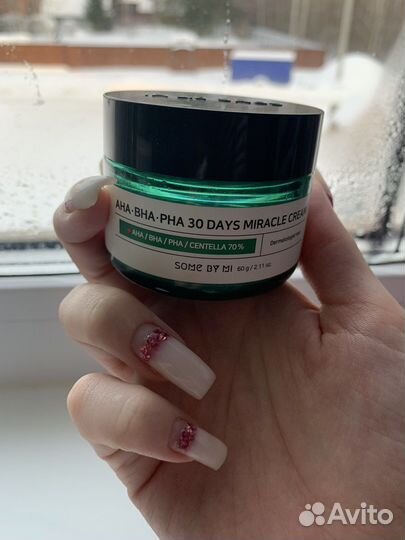 AHA·BHA·PHA 30 DAYS MIRACLE CREAM
AHA / BHA / PHA / CENTELLA 70%
SOME BY MI
60 g / 2.11 oz
Avito